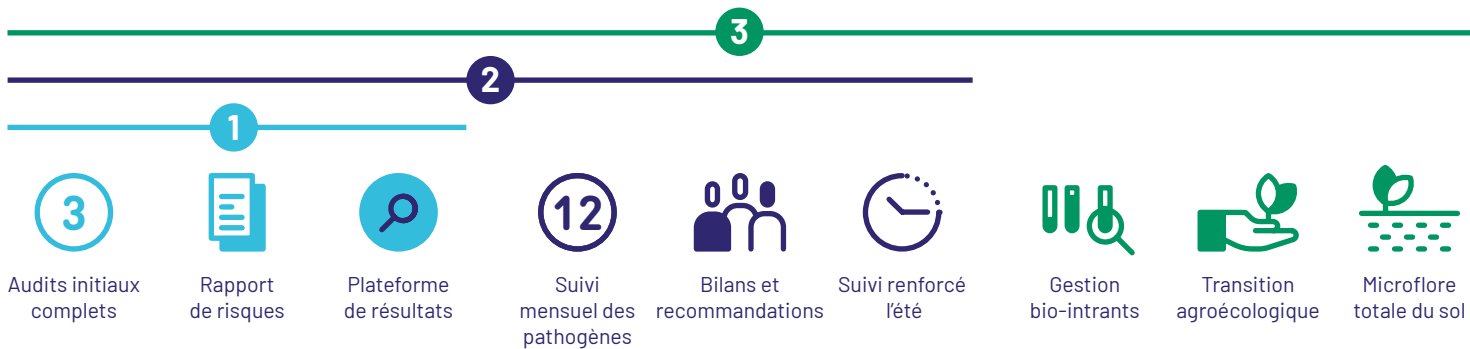 3
2
1
3
12
Audits initiaux
complets
Rapport
de risques
Plateforme
de résultats
Suivi
mensuel des
pathogènes
Bilans et
recommandations
Suivi renforcé
l'été
Gestion
bio-intrants
Transition
agroécologique
Microflore
totale du sol